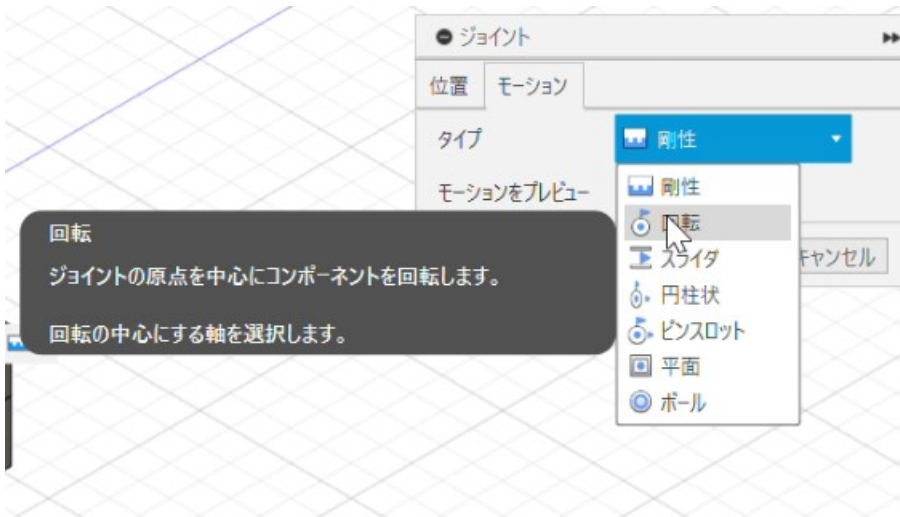 ジョイント
位置 モーション
タイプ 剛性
モーションをプレビュー
剛性
回転
スライダ
円柱状
ピンスロット
平面
ボール
キャンセル
回転
ジョイントの原点を中心にコンポーネントを回転します。
回転の中心にする軸を選択します。